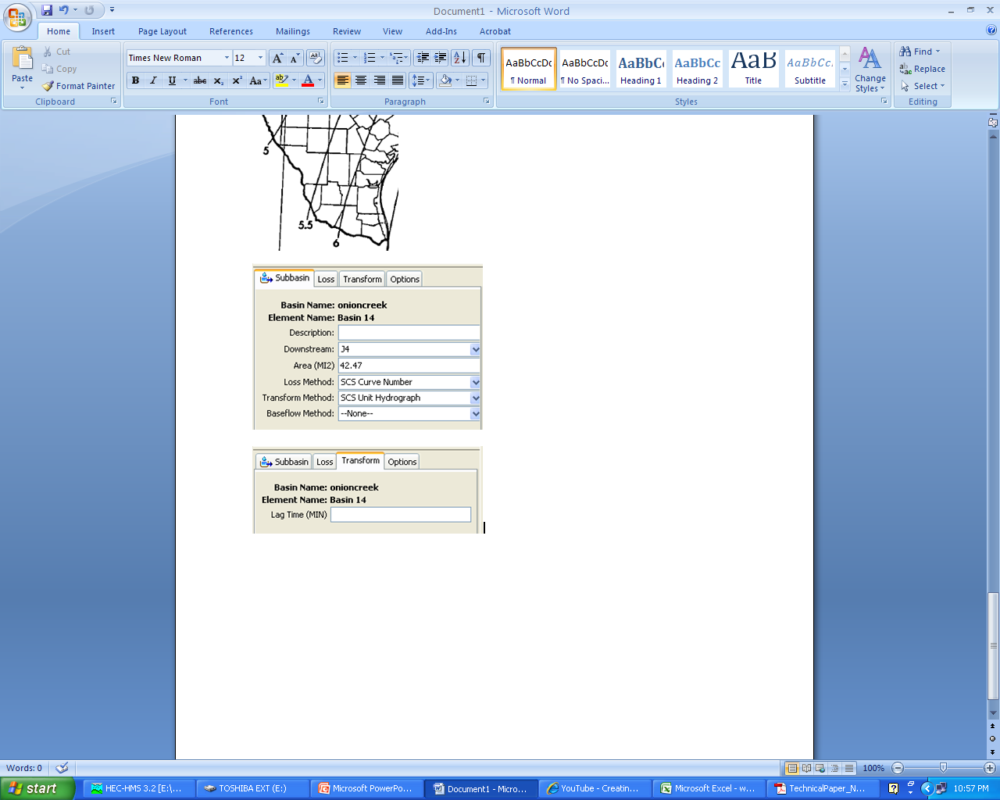 Document1 - Microsoft Word
Home Insert Page Layout References Mailings Review View Add-Ins Acrobat
Paste
Cut
Copy
Format Painter
Clipboard
Times New Roman 12
B I U abc x₂ x² Aa
Font
Paragraph
AaBbCcDc AaBbCcDc AaBbCc AaBbCc AaB AaBbCc.
¶ Normal ¶ No Spaci... Heading 1 Heading 2 Title Subtitle
Change Styles
Styles
Find
Replace
Select
Editing
5
5.5
6
Subbasin Loss Transform Options
Basin Name: onioncreek
Element Name: Basin 14
Description:
Downstream: J4
Area (MI2) 42.47
Loss Method: SCS Curve Number
Transform Method: SCS Unit Hydrograph
Baseflow Method: --None--
Subbasin Loss Transform Options
Basin Name: onioncreek
Element Name: Basin 14
Lag Time (MIN)
Words: 0
100%
start HEC-HMS 3.2 [E:\... TOSHIBA EXT (E:) Microsoft PowerPo... Document1 - Micro... YouTube - Creatin... Microsoft Excel - w... TechnicalPaper_N... 10:57 PM